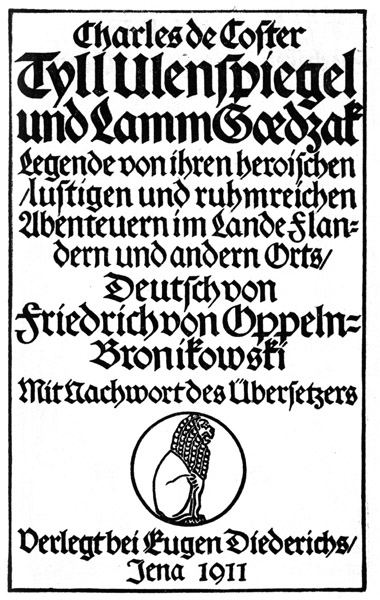 Charles de Coster
Tyll Ulenſpiegel
und Lamm Gœdzak
Legende von ihren heroiſchen
/luſtigen und ruhmreichen
Abenteuern im Lande Flan=
dern und andern Orts/
Deutſch von
Friedrich von Oppeln=
Bronikowski
Mit Nachwort des Überſetzers
Verlegt bei Eugen Diederichs/
Jena 1911